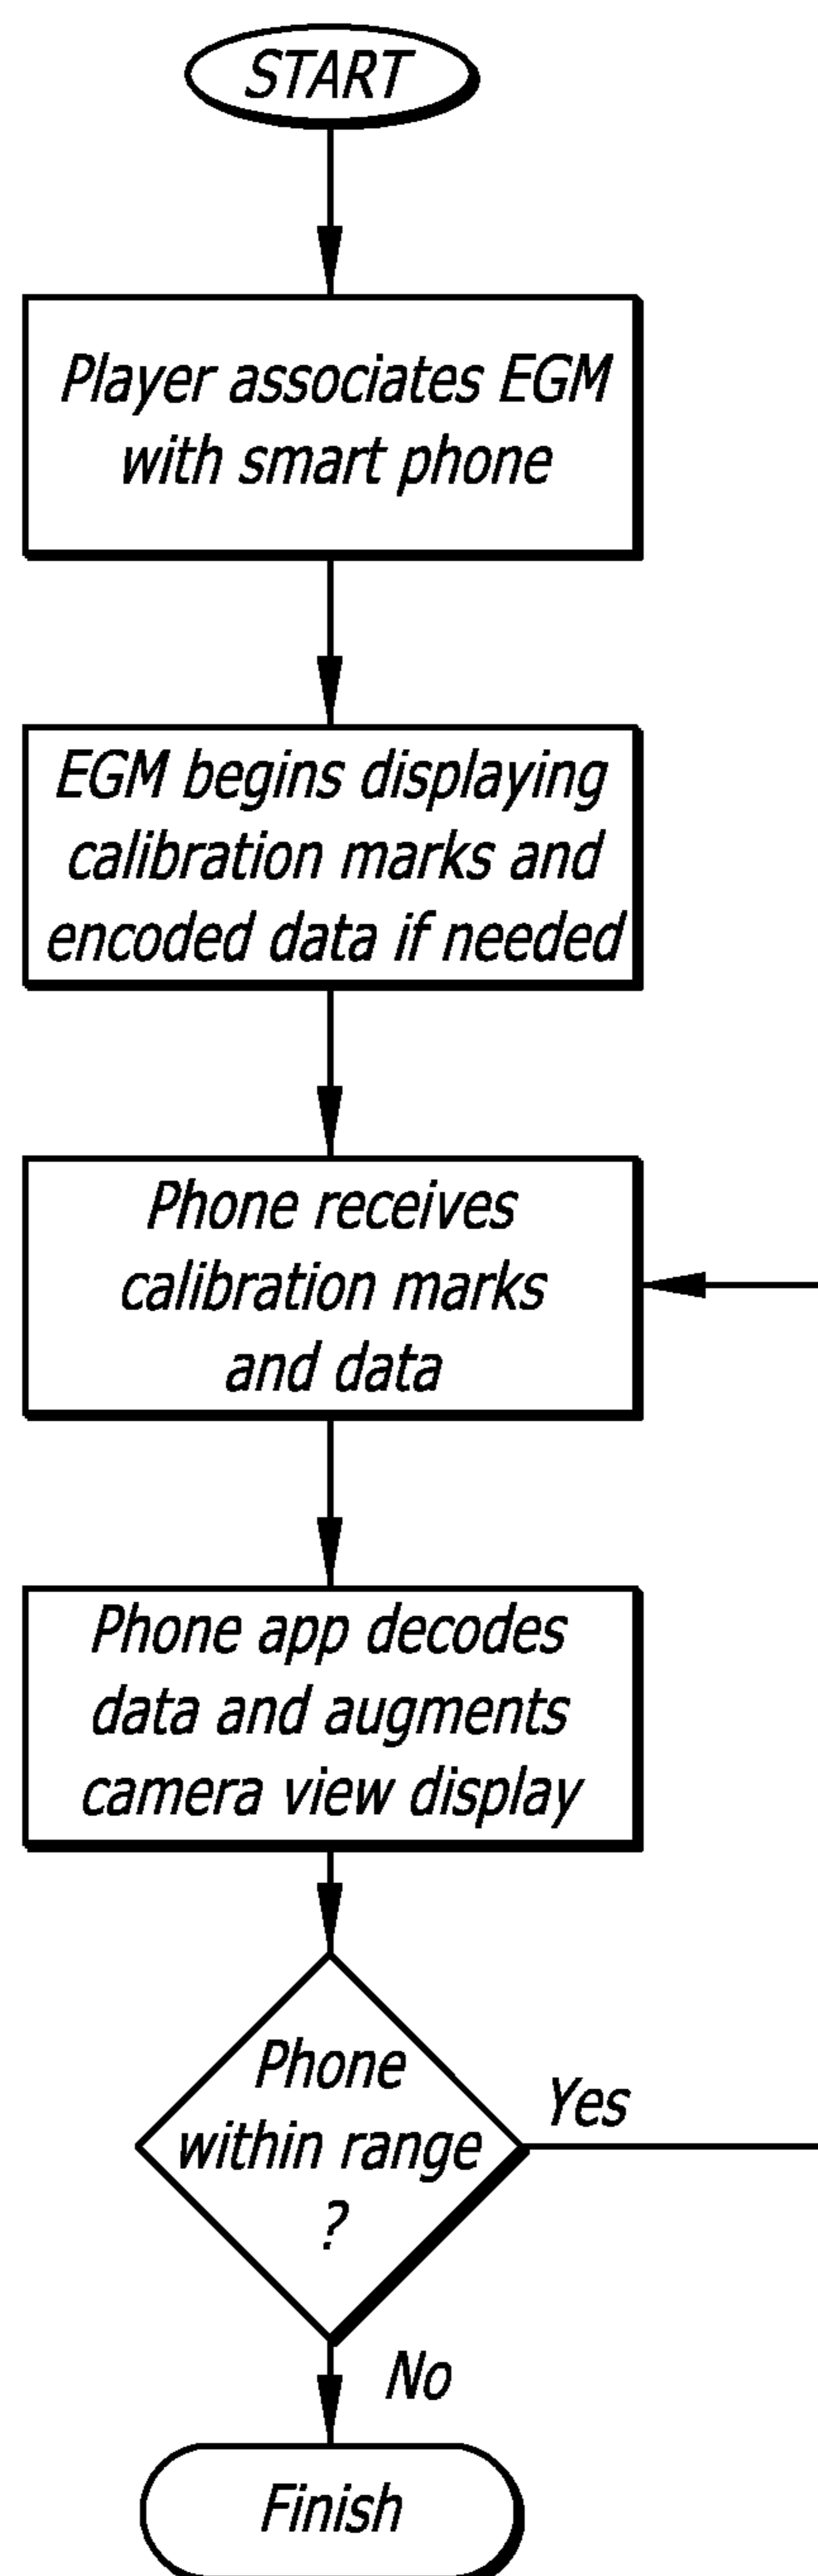 START
Player associates EGM
with smart phone
EGM begins displaying
calibration marks and
encoded data if needed
Phone receives
calibration marks
and data
Phone app decodes
data and augments
camera view display
Phone
within range
?
Yes
No
Finish